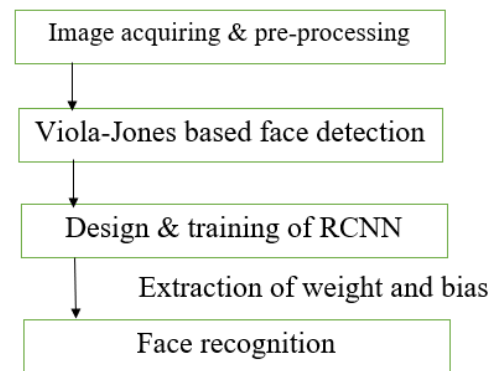 Image acquiring & pre-processing
Viola-Jones based face detection
Design & training of RCNN
Extraction of weight and bias
Face recognition